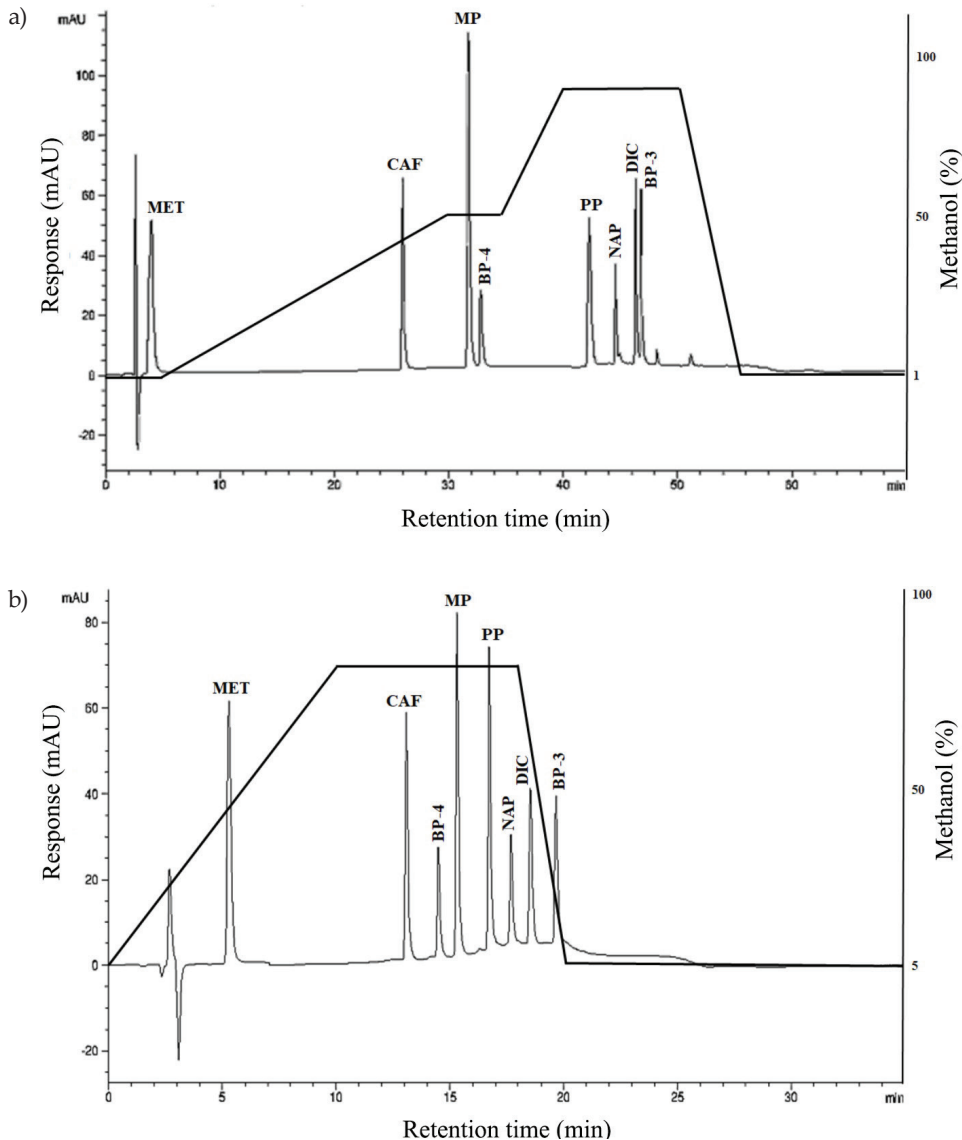 a)
mAU
MP
100
100
CAF
80
DIC
BP-3
60
MET
PP
50
40
NAP
BP-4
20
0
1
-20
0 10 20 30 40 50 60 min
Response (mAU)
Methanol (%)
Retention time (min)
b)
mAU
MP
100
80
PP
MET
CAF
60
DIC
BP-3
50
40
BP-4
NAP
20
0
5
-20
0 5 10 15 20 25 30 min
Response (mAU)
Methanol (%)
Retention time (min)